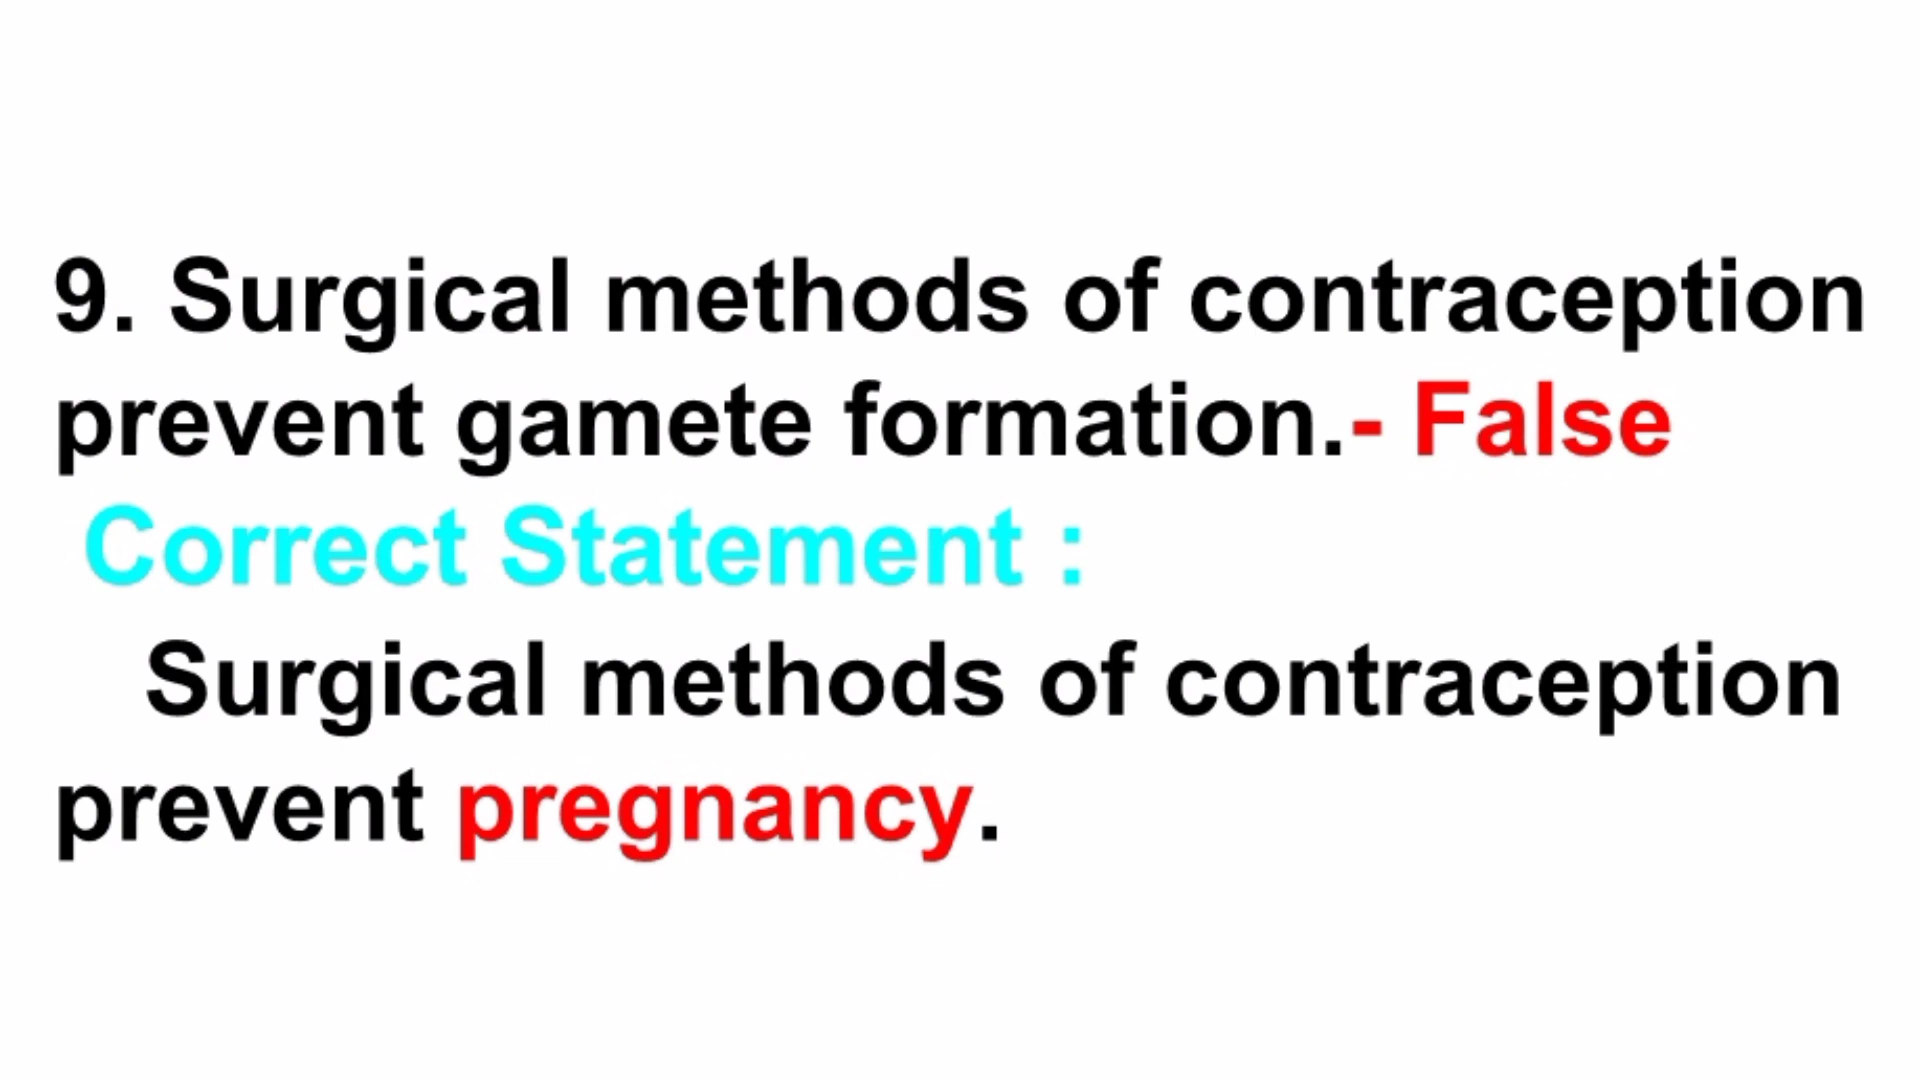 9. Surgical methods of contraception
prevent gamete formation.- False
Correct Statement :
Surgical methods of contraception
prevent pregnancy.